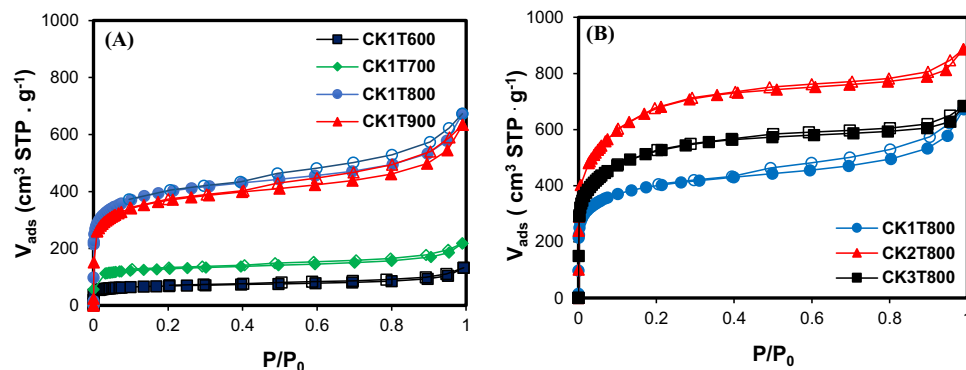 (A)
CK1T600
CK1T700
CK1T800
CK1T900
V_ads (cm³ STP · g⁻¹)
1000
800
600
400
200
0
0 0.2 0.4 0.6 0.8 1
P/P₀
(B)
CK1T800
CK2T800
CK3T800
V_ads ( cm³ STP · g⁻¹)
1000
800
600
400
200
0
0 0.2 0.4 0.6 0.8 1
P/P₀